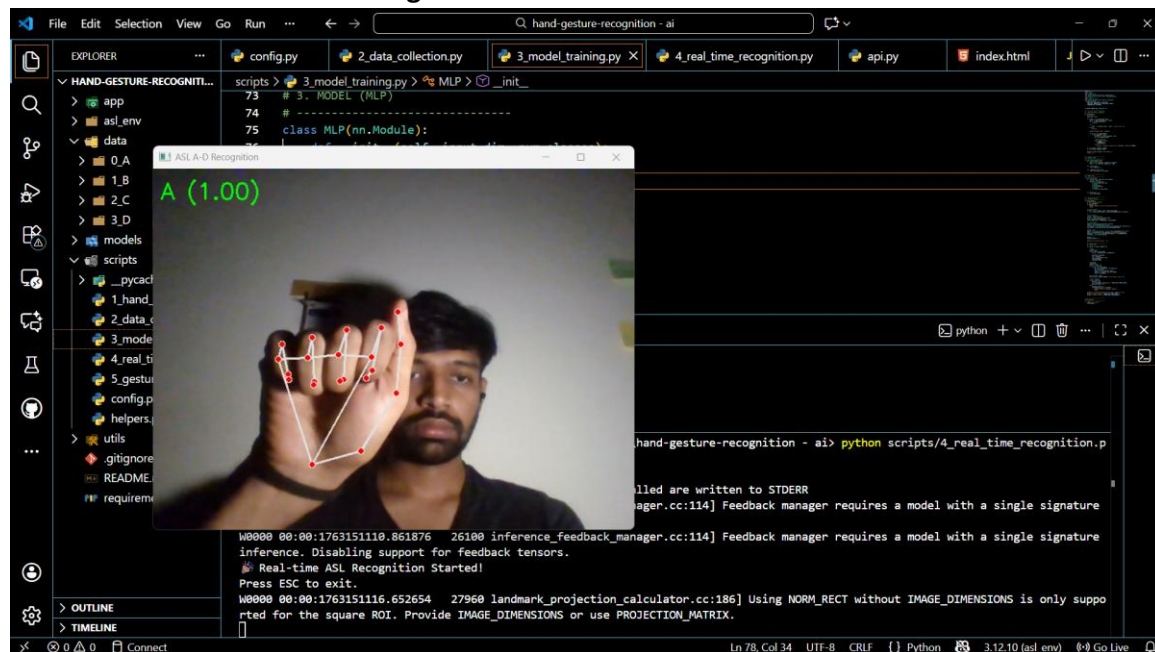 File Edit Selection View Go Run ··· hand-gesture-recognition - ai
EXPLORER ···
config.py 2_data_collection.py 3_model_training.py 4_real_time_recognition.py api.py index.html
HAND-GESTURE-RECOGNITI...
scripts > 3_model_training.py > MLP > __init__
app
asl_env
data
0_A
1_B
2_C
3_D
models
scripts
__pycach
1_hand_
2_data_c
3_mode
4_real_ti
5_gestur
config.p
helpers.
utils
.gitignore
README.
requireme
OUTLINE
TIMELINE
73 # 3. MODEL (MLP)
74 # --------------------------------
75 class MLP(nn.Module):
ASL A-D Recognition
A (1.00)
python
hand-gesture-recognition - ai> python scripts/4_real_time_recognition.p
lled are written to STDERR
ager.cc:114] Feedback manager requires a model with a single signature
W0000 00:00:1763151110.861876 26100 inference_feedback_manager.cc:114] Feedback manager requires a model with a single signature
inference. Disabling support for feedback tensors.
🎉 Real-time ASL Recognition Started!
Press ESC to exit.
W0000 00:00:1763151116.652654 27960 landmark_projection_calculator.cc:186] Using NORM_RECT without IMAGE_DIMENSIONS is only suppo
rted for the square ROI. Provide IMAGE_DIMENSIONS or use PROJECTION_MATRIX.
0 0 0 Connect Ln 78, Col 34 UTF-8 CRLF {} Python 3.12.10 (asl_env) Go Live